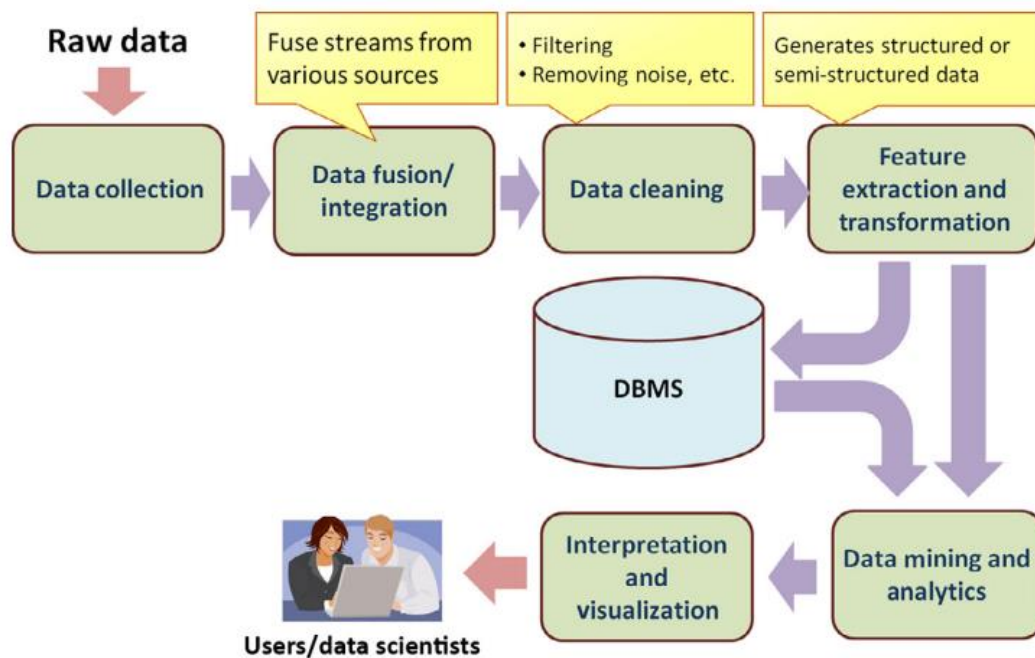 Raw data
Fuse streams from
various sources
• Filtering
• Removing noise, etc.
Generates structured or
semi-structured data
Data collection
Data fusion/
integration
Data cleaning
Feature
extraction and
transformation
DBMS
Data mining and
analytics
Interpretation
and
visualization
Users/data scientists